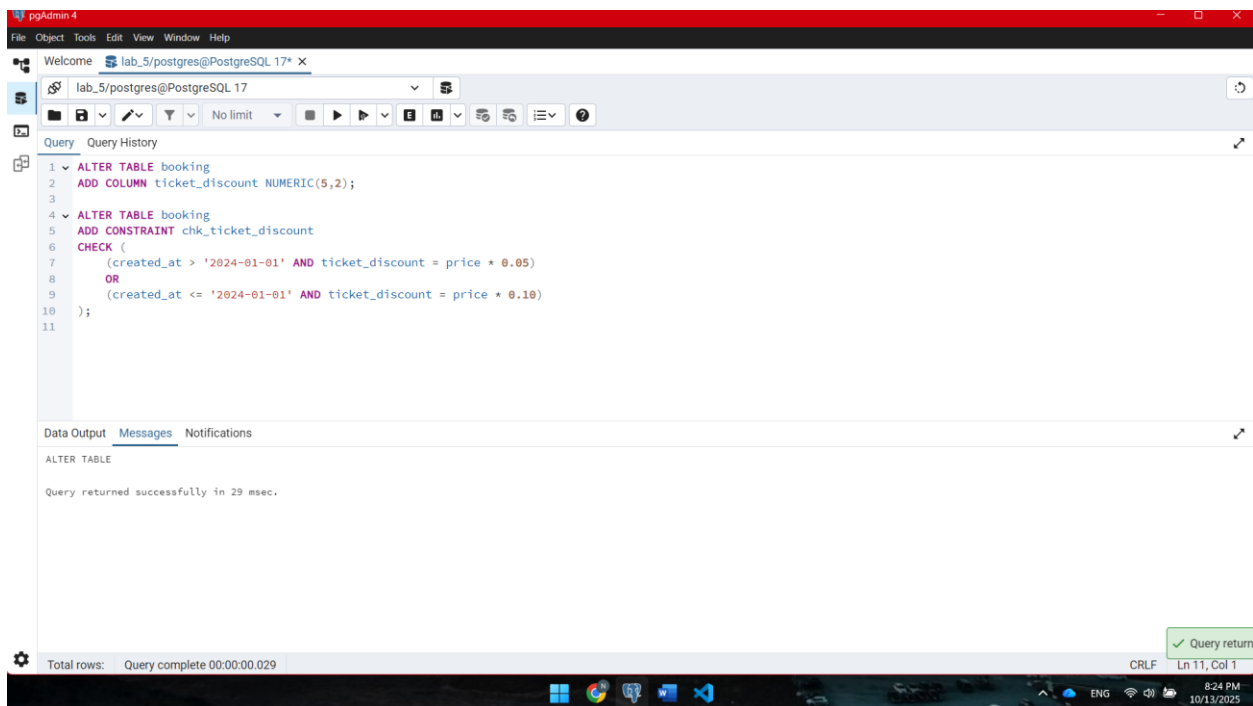 pgAdmin 4
File Object Tools Edit View Window Help
Welcome lab_5/postgres@PostgreSQL 17*
lab_5/postgres@PostgreSQL 17
No limit
Query Query History
1 ALTER TABLE booking
2 ADD COLUMN ticket_discount NUMERIC(5,2);
3
4 ALTER TABLE booking
5 ADD CONSTRAINT chk_ticket_discount
6 CHECK (
7 (created_at > '2024-01-01' AND ticket_discount = price * 0.05)
8 OR
9 (created_at <= '2024-01-01' AND ticket_discount = price * 0.10)
10 );
11
Data Output Messages Notifications
ALTER TABLE
Query returned successfully in 29 msec.
Query return
Total rows: Query complete 00:00:00.029 CRLF Ln 11, Col 1
ENG 8:24 PM
10/13/2025